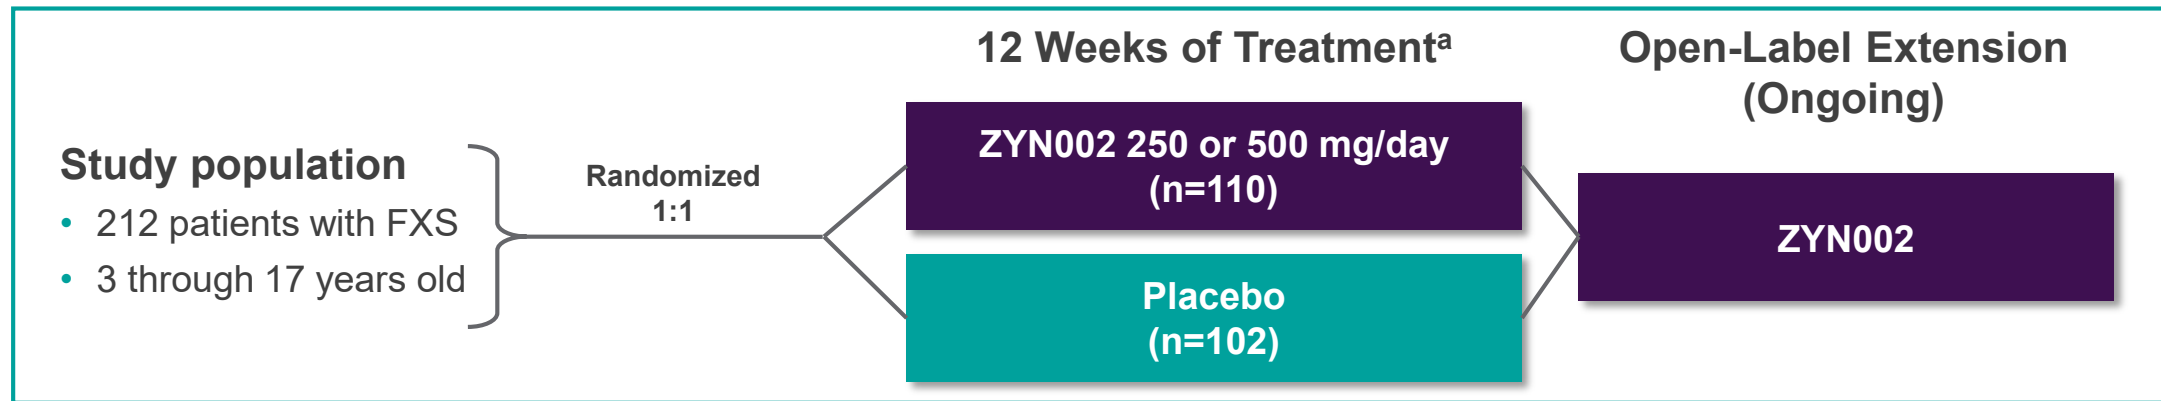 Study population
• 212 patients with FXS
• 3 through 17 years old
Randomized
1:1
12 Weeks of Treatmentᵃ
ZYN002 250 or 500 mg/day
(n=110)
Placebo
(n=102)
Open-Label Extension
(Ongoing)
ZYN002